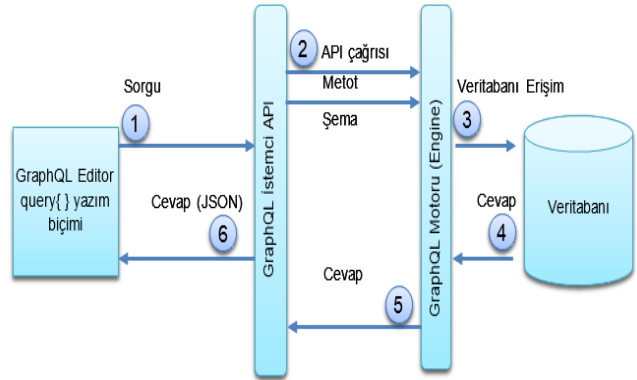 Sorgu
1
GraphQL Editor
query{ } yazım
biçimi
Cevap (JSON)
6
GraphQL İstemci API
2
API çağrısı
Metot
Şema
Cevap
5
GraphQL Motoru (Engine)
Veritabanı Erişim
3
Cevap
4
Veritabanı